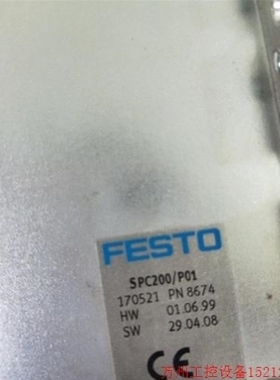 FESTO
SPC200/P01
170521 PN 8674
HW 01.06.99
SW 29.04.08
CE